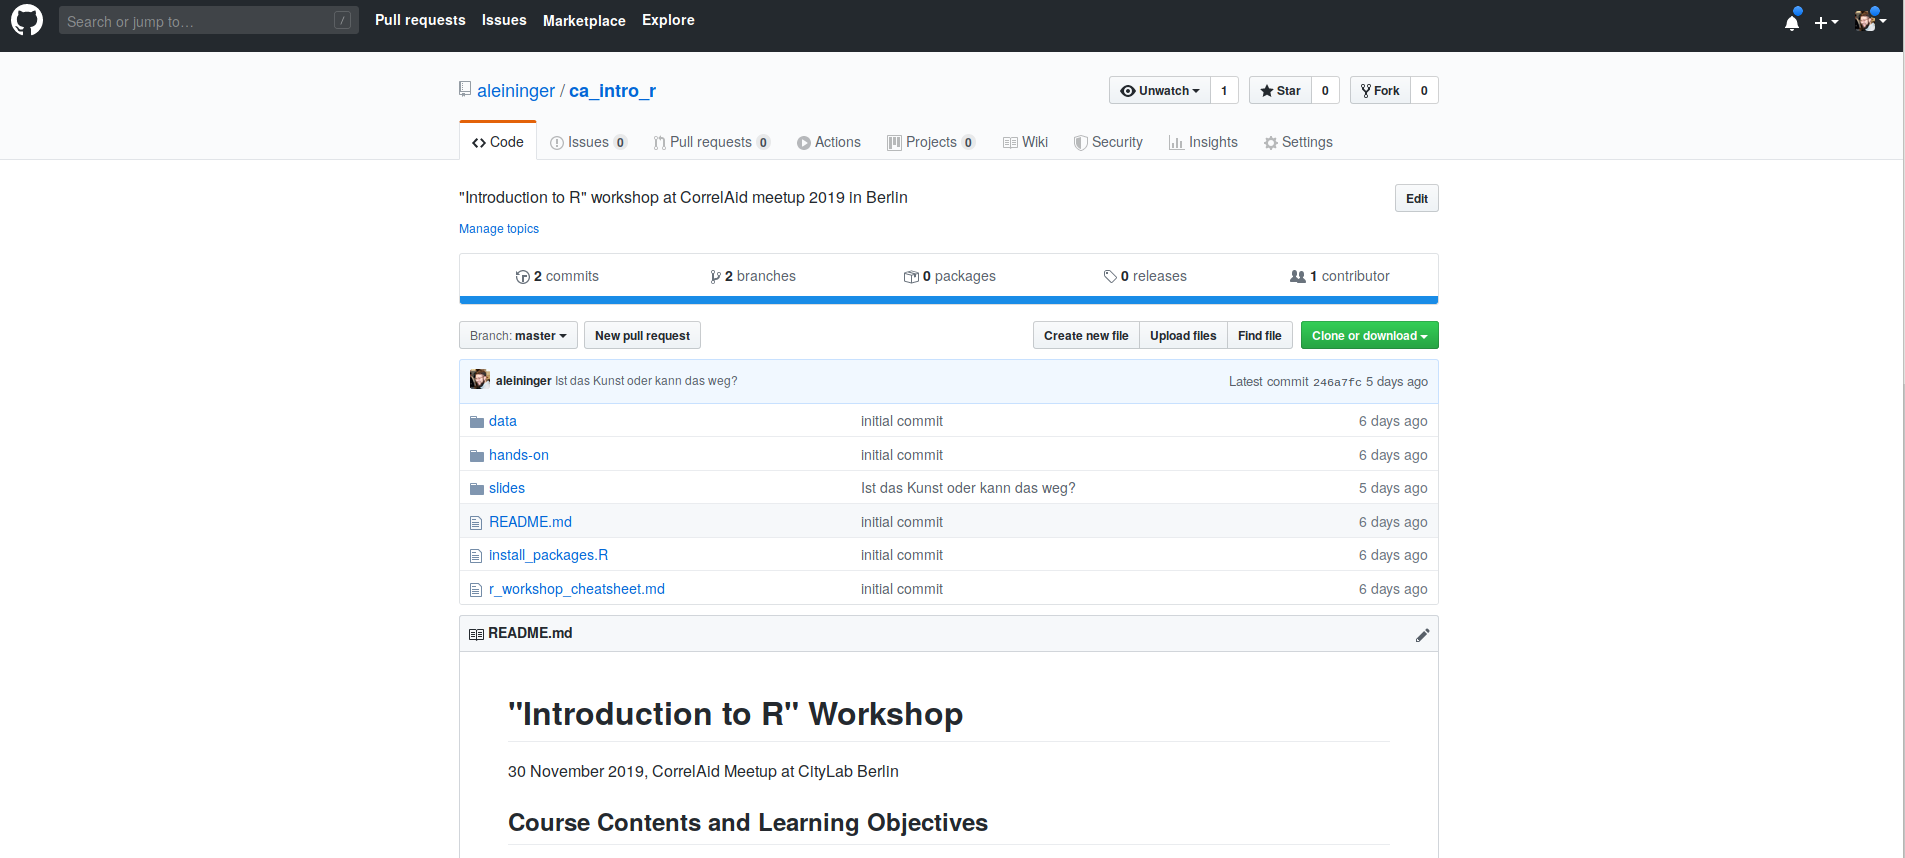 Search or jump to… / Pull requests Issues Marketplace Explore
aleininger / ca_intro_r Unwatch 1 Star 0 Fork 0
Code Issues 0 Pull requests 0 Actions Projects 0 Wiki Security Insights Settings
"Introduction to R" workshop at CorrelAid meetup 2019 in Berlin Edit
Manage topics
2 commits 2 branches 0 packages 0 releases 1 contributor
Branch: master New pull request Create new file Upload files Find file Clone or download
aleininger Ist das Kunst oder kann das weg? Latest commit 246a7fc 5 days ago
data initial commit 6 days ago
hands-on initial commit 6 days ago
slides Ist das Kunst oder kann das weg? 5 days ago
README.md initial commit 6 days ago
install_packages.R initial commit 6 days ago
r_workshop_cheatsheet.md initial commit 6 days ago
README.md
"Introduction to R" Workshop
30 November 2019, CorrelAid Meetup at CityLab Berlin
Course Contents and Learning Objectives